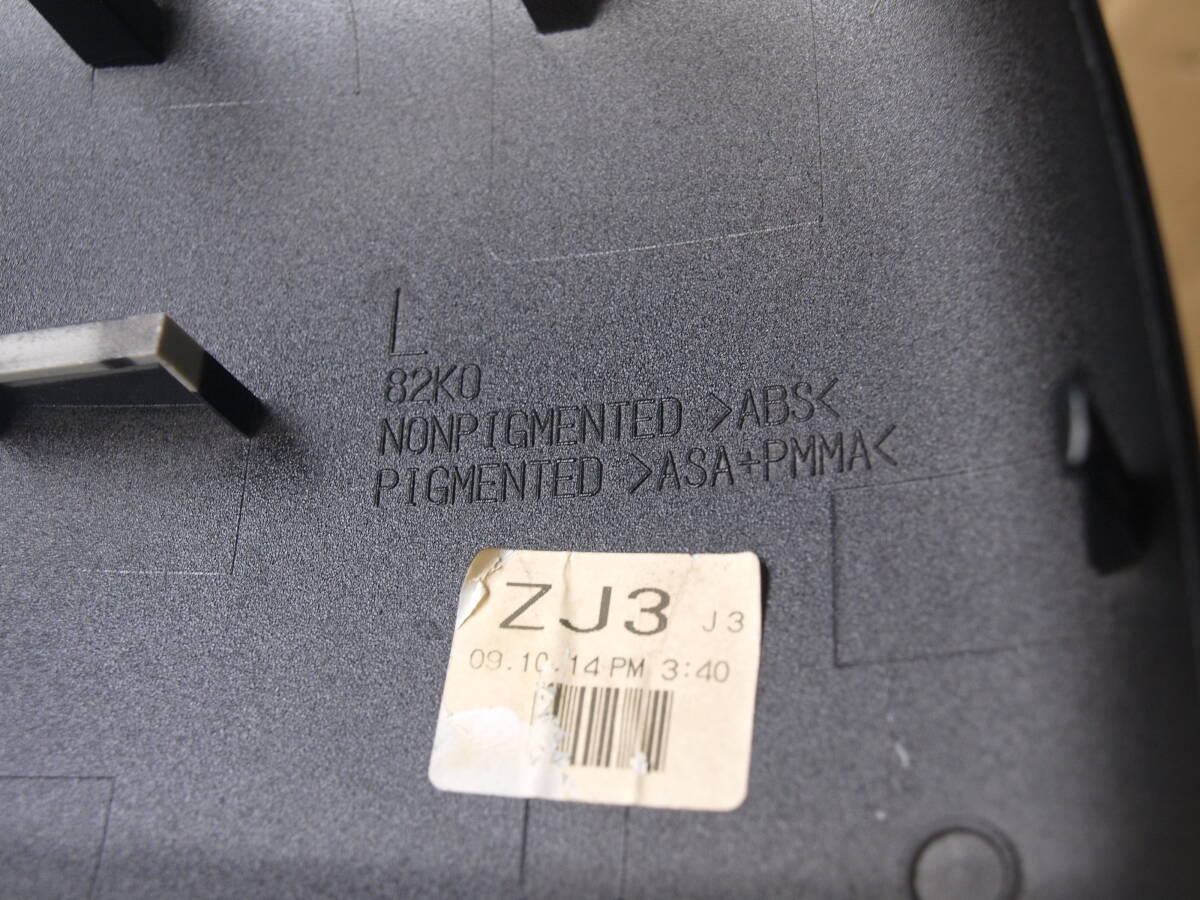 L
82K0
NONPIGMENTED >ABS<
PIGMENTED >ASA+PMMA<
ZJ3 J3
09.10.14 PM 3:40